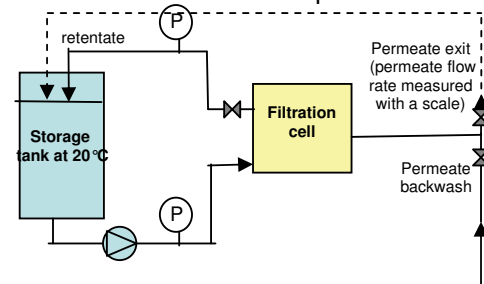 P
retentate
Permeate exit
(permeate flow
rate measured
with a scale)
Filtration
cell
Storage
tank at 20°C
Permeate
backwash
P